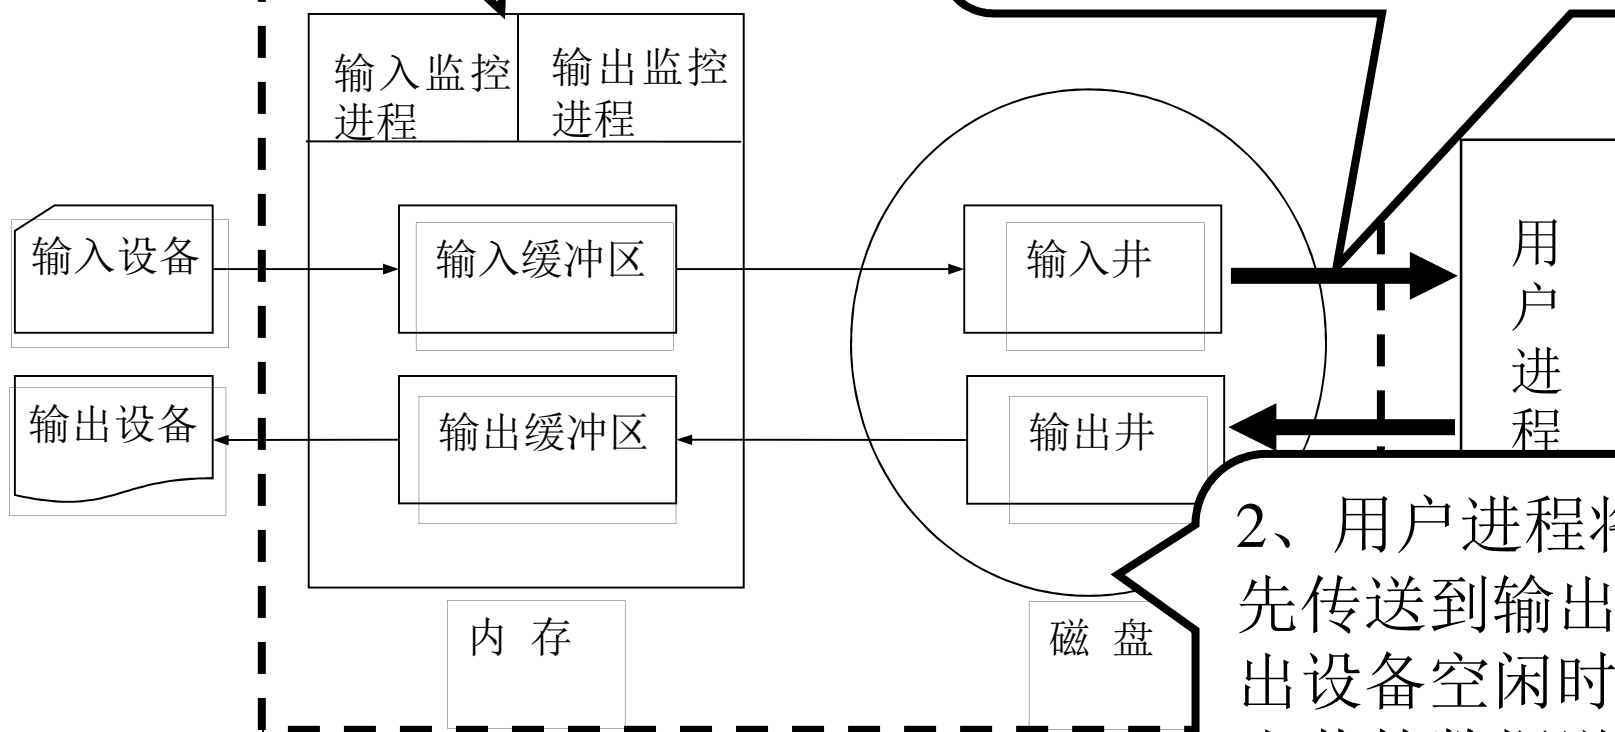 输入监控
进程
输出监控
进程
输入设备
输入缓冲区
输入井
用
户
进
程
输出设备
输出缓冲区
输出井
内 存
磁 盘
2、用户进程将
先传送到输出
出设备空闲时